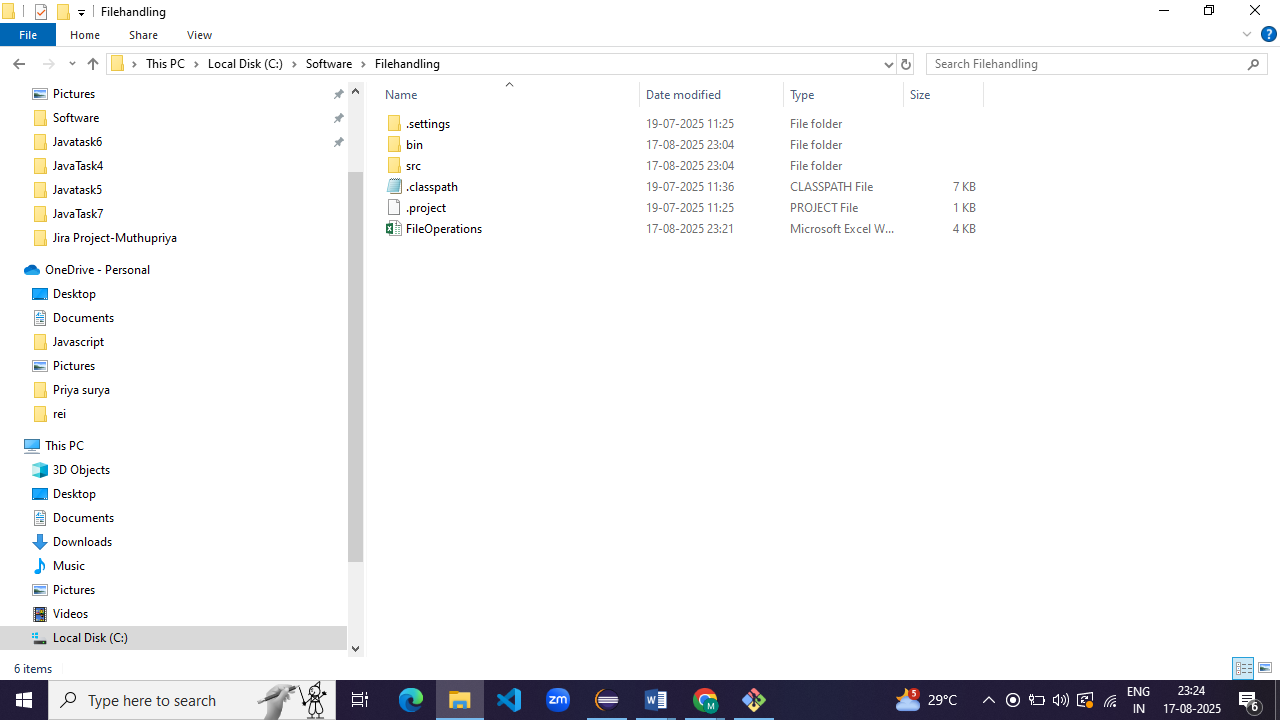 Filehandling
File Home Share View
This PC Local Disk (C:) Software Filehandling
Search Filehandling
Pictures
Software
Javatask6
JavaTask4
Javatask5
JavaTask7
Jira Project-Muthupriya
OneDrive - Personal
Desktop
Documents
Javascript
Pictures
Priya surya
rei
This PC
3D Objects
Desktop
Documents
Downloads
Music
Pictures
Videos
Local Disk (C:)
Name Date modified Type Size
.settings 19-07-2025 11:25 File folder
bin 17-08-2025 23:04 File folder
src 17-08-2025 23:04 File folder
.classpath 19-07-2025 11:36 CLASSPATH File 7 KB
.project 19-07-2025 11:25 PROJECT File 1 KB
FileOperations 17-08-2025 23:21 Microsoft Excel W... 4 KB
6 items
Type here to search
zm
M
5
29°C
ENG
IN
23:24
17-08-2025
6